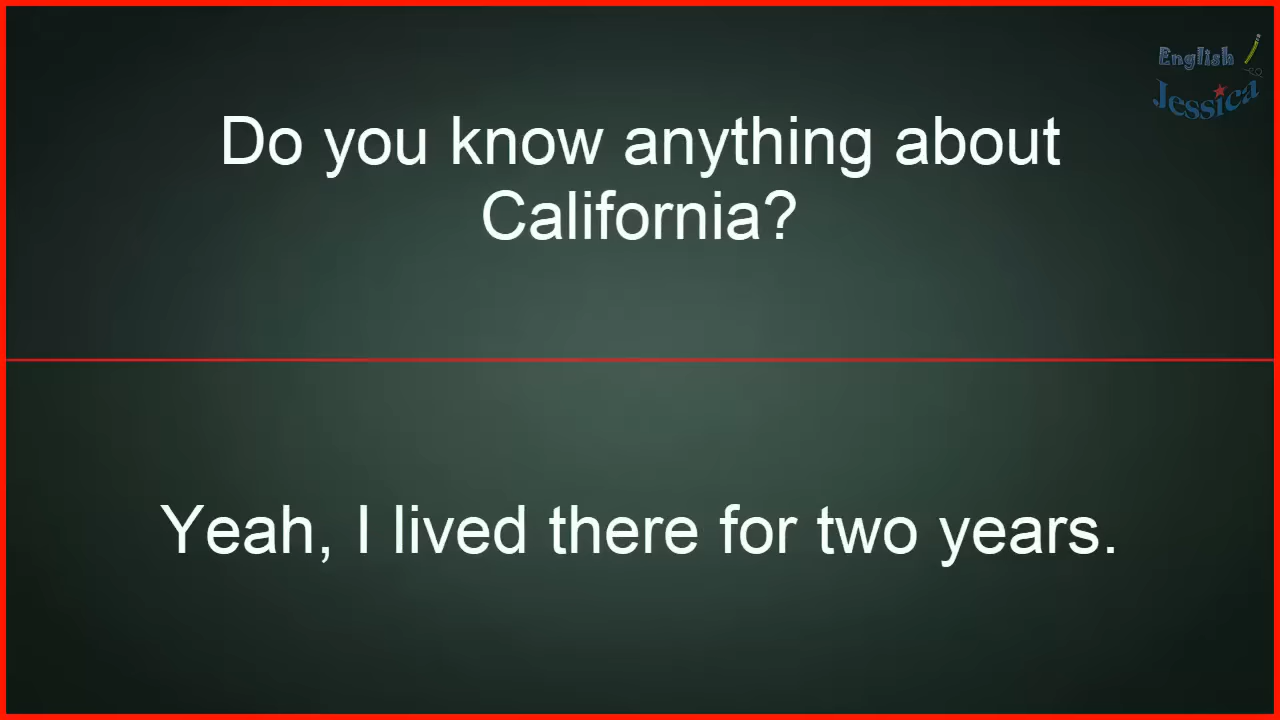 English
Jessica
Do you know anything about
California?
Yeah, I lived there for two years.